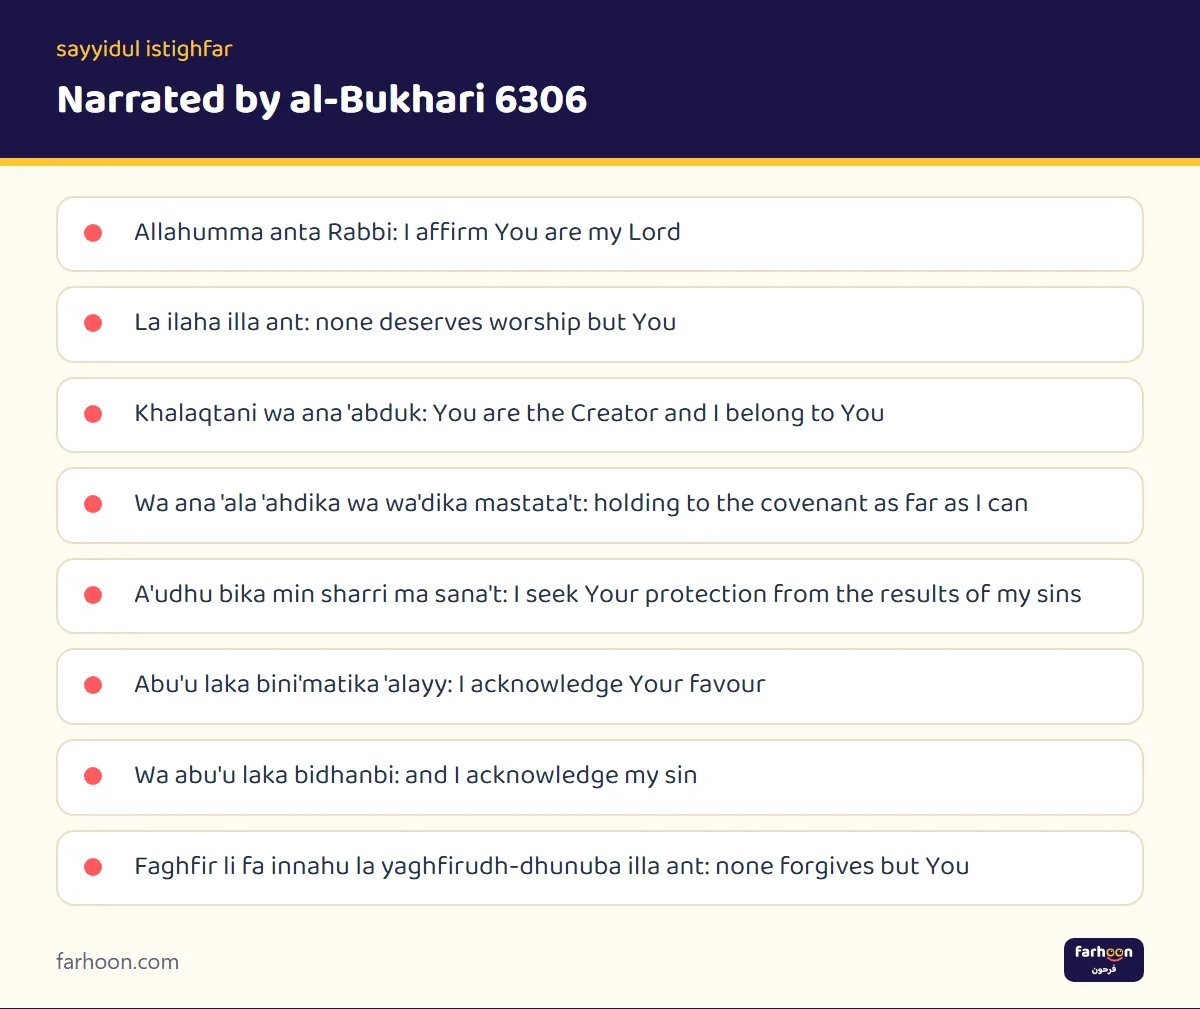 sayyidul istighfar
Narrated by al-Bukhari 6306
Allahumma anta Rabbi: I affirm You are my Lord
La ilaha illa ant: none deserves worship but You
Khalaqtani wa ana 'abduk: You are the Creator and I belong to You
Wa ana 'ala 'ahdika wa wa'dika mastata't: holding to the covenant as far as I can
A'udhu bika min sharri ma sana't: I seek Your protection from the results of my sins
Abu'u laka bini'matika 'alayy: I acknowledge Your favour
Wa abu'u laka bidhanbi: and I acknowledge my sin
Faghfir li fa innahu la yaghfirudh-dhunuba illa ant: none forgives but You
farhoon.com
farhoon
فرحون